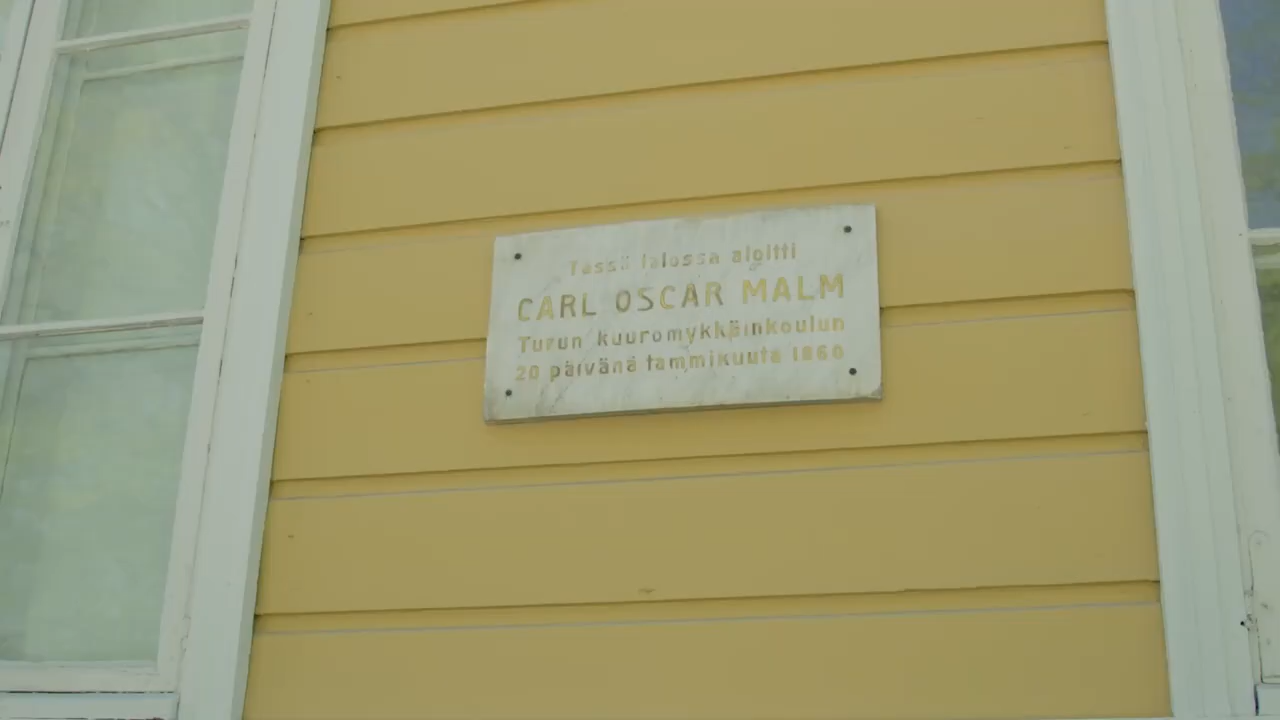 Tässä talossa aloitti
CARL OSCAR MALM
Turun kuuromykkäinkoulun
20 päivänä tammikuuta 1860